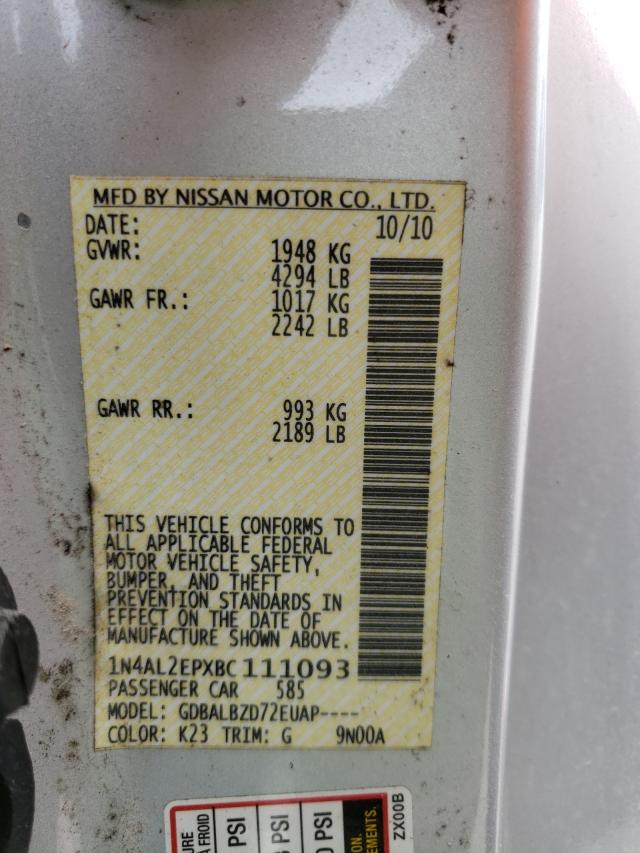 MFD BY NISSAN MOTOR CO., LTD.
DATE: 10/10
GVWR: 1948 KG
4294 LB
GAWR FR.: 1017 KG
2242 LB
GAWR RR.: 993 KG
2189 LB
THIS VEHICLE CONFORMS TO
ALL APPLICABLE FEDERAL
MOTOR VEHICLE SAFETY,
BUMPER, AND THEFT
PREVENTION STANDARDS IN
EFFECT ON THE DATE OF
MANUFACTURE SHOWN ABOVE.
1N4AL2EPXBC111093
PASSENGER CAR 585
MODEL: GDBALBZD72EUAP----
COLOR: K23 TRIM: G 9N00A
A FROID
PSI
PSI
PSI
ZX00B